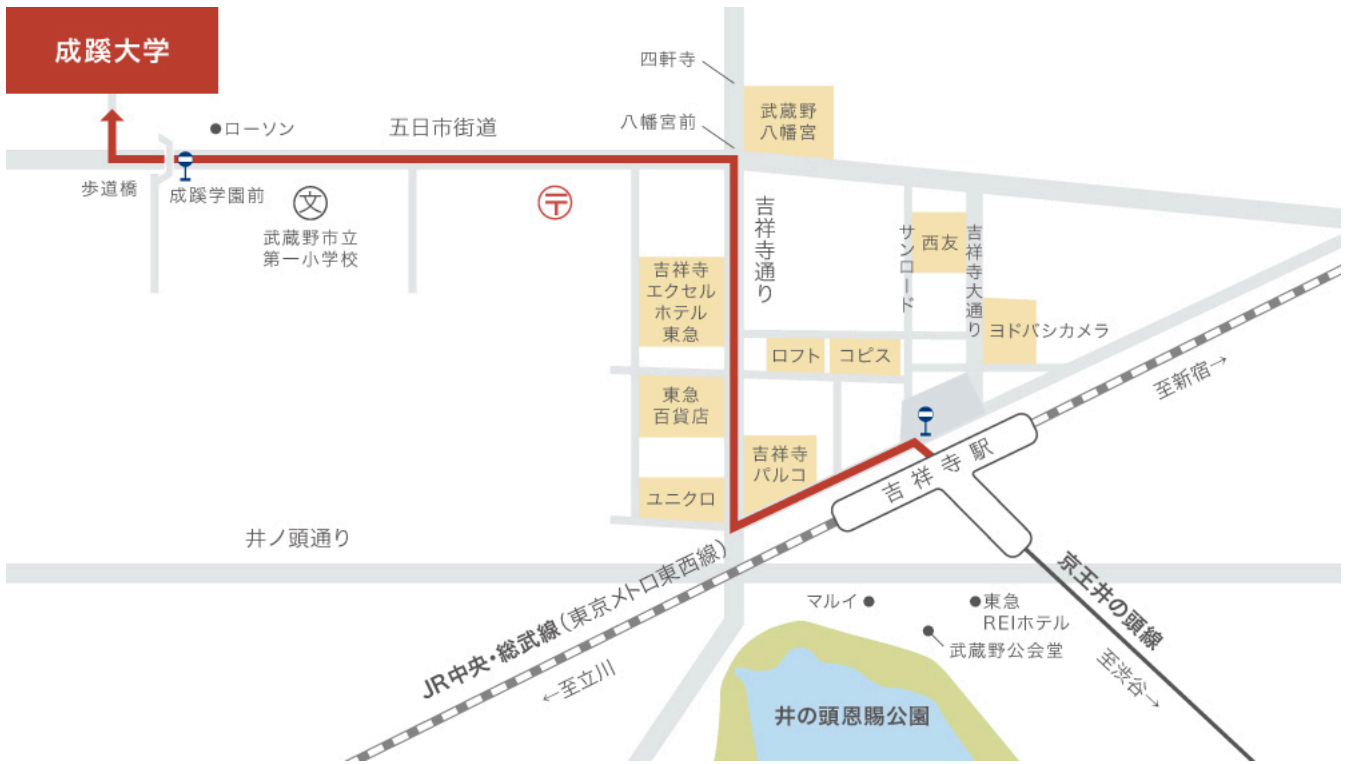 成蹊大学
四軒寺
八幡宮前
武蔵野
八幡宮
ローソン
五日市街道
歩道橋
成蹊学園前
文
武蔵野市立
第一小学校
〒
吉祥寺通り
サンロード
西友
吉祥寺大通り
吉祥寺
エクセル
ホテル
東急
ロフト
コピス
ヨドバシカメラ
至新宿→
東急
百貨店
吉祥寺
パルコ
ユニクロ
吉祥寺駅
井ノ頭通り
JR中央・総武線(東京メトロ東西線)
←至立川
マルイ
東急
REIホテル
武蔵野公会堂
京王井の頭線
至渋谷→
井の頭恩賜公園